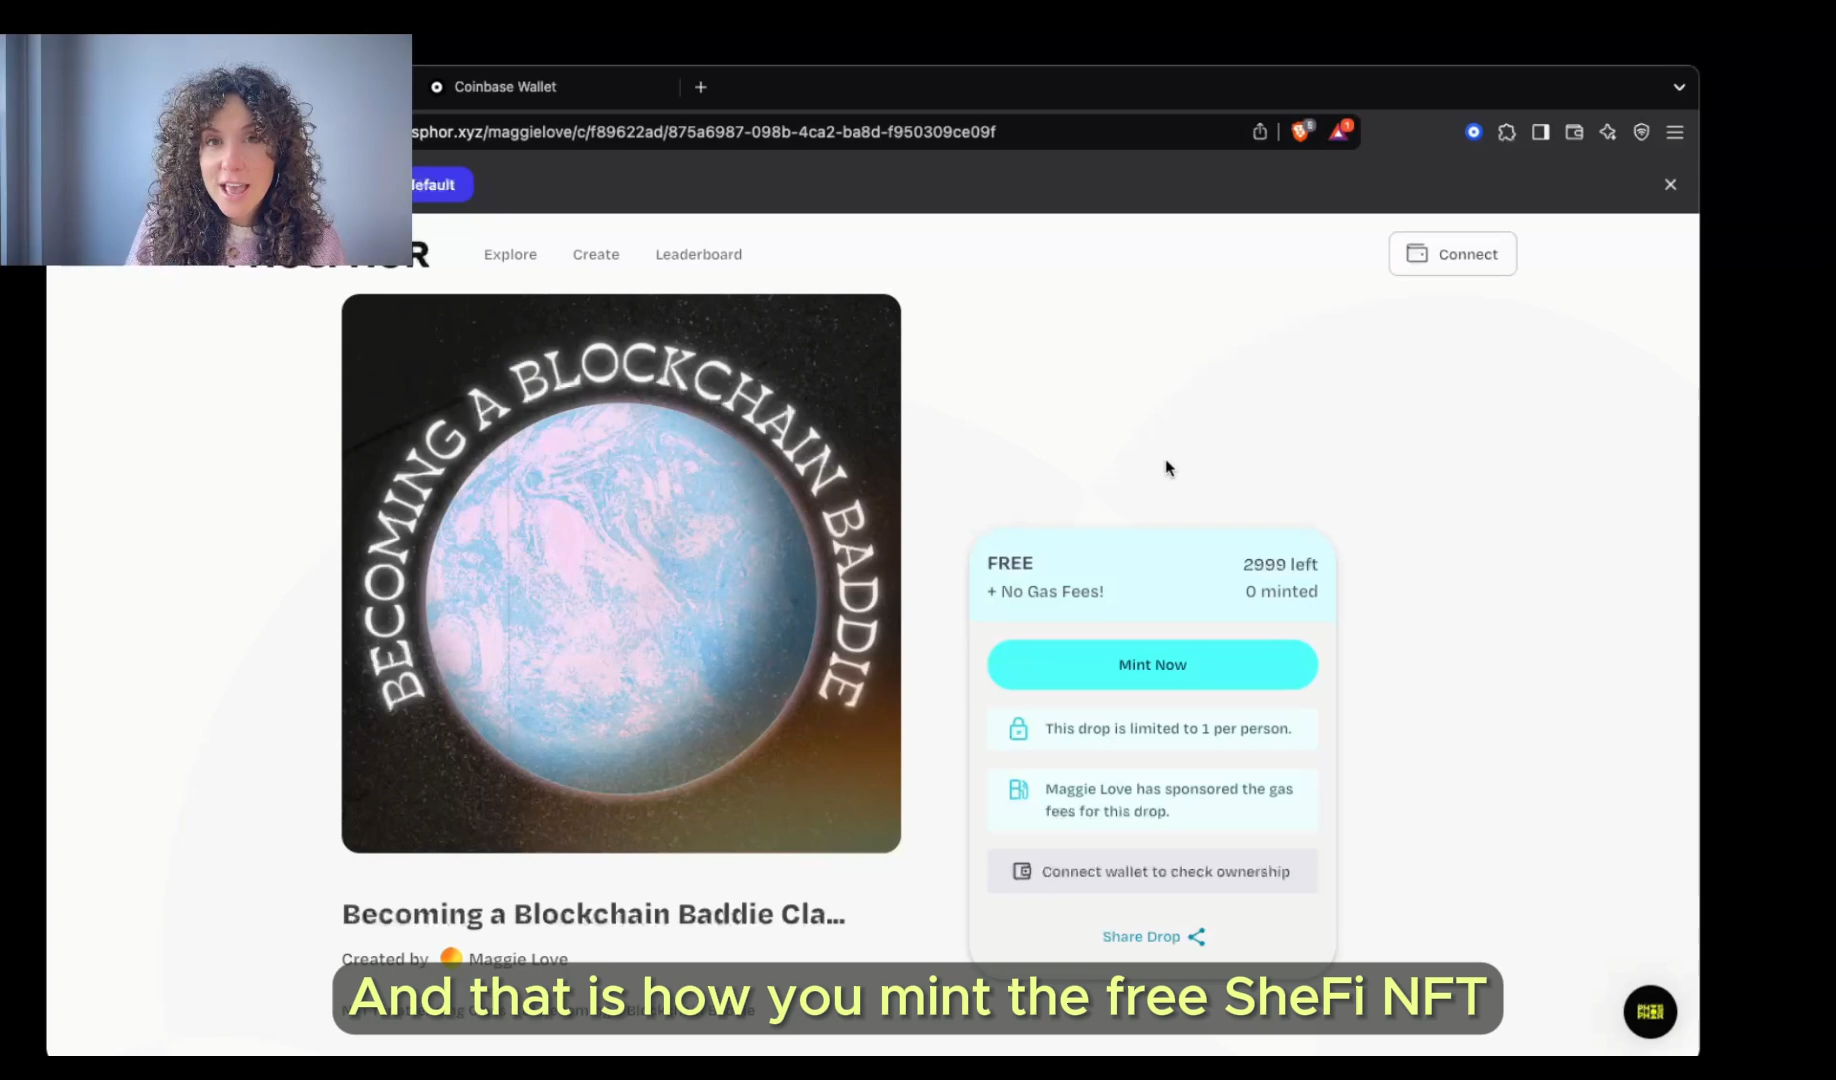 Coinbase Wallet
sphor.xyz/maggielove/c/f89622ad/875a6987-098b-4ca2-ba8d-f950309ce09f
5
1
default
Explore
Create
Leaderboard
Connect
BECOMING A BLOCKCHAIN BADDIE
FREE
2999 left
+ No Gas Fees!
0 minted
Mint Now
This drop is limited to 1 per person.
Maggie Love has sponsored the gas
fees for this drop.
Connect wallet to check ownership
Share Drop
Becoming a Blockchain Baddie Cla...
Created by Maggie Love
And that is how you mint the free SheFi NFT